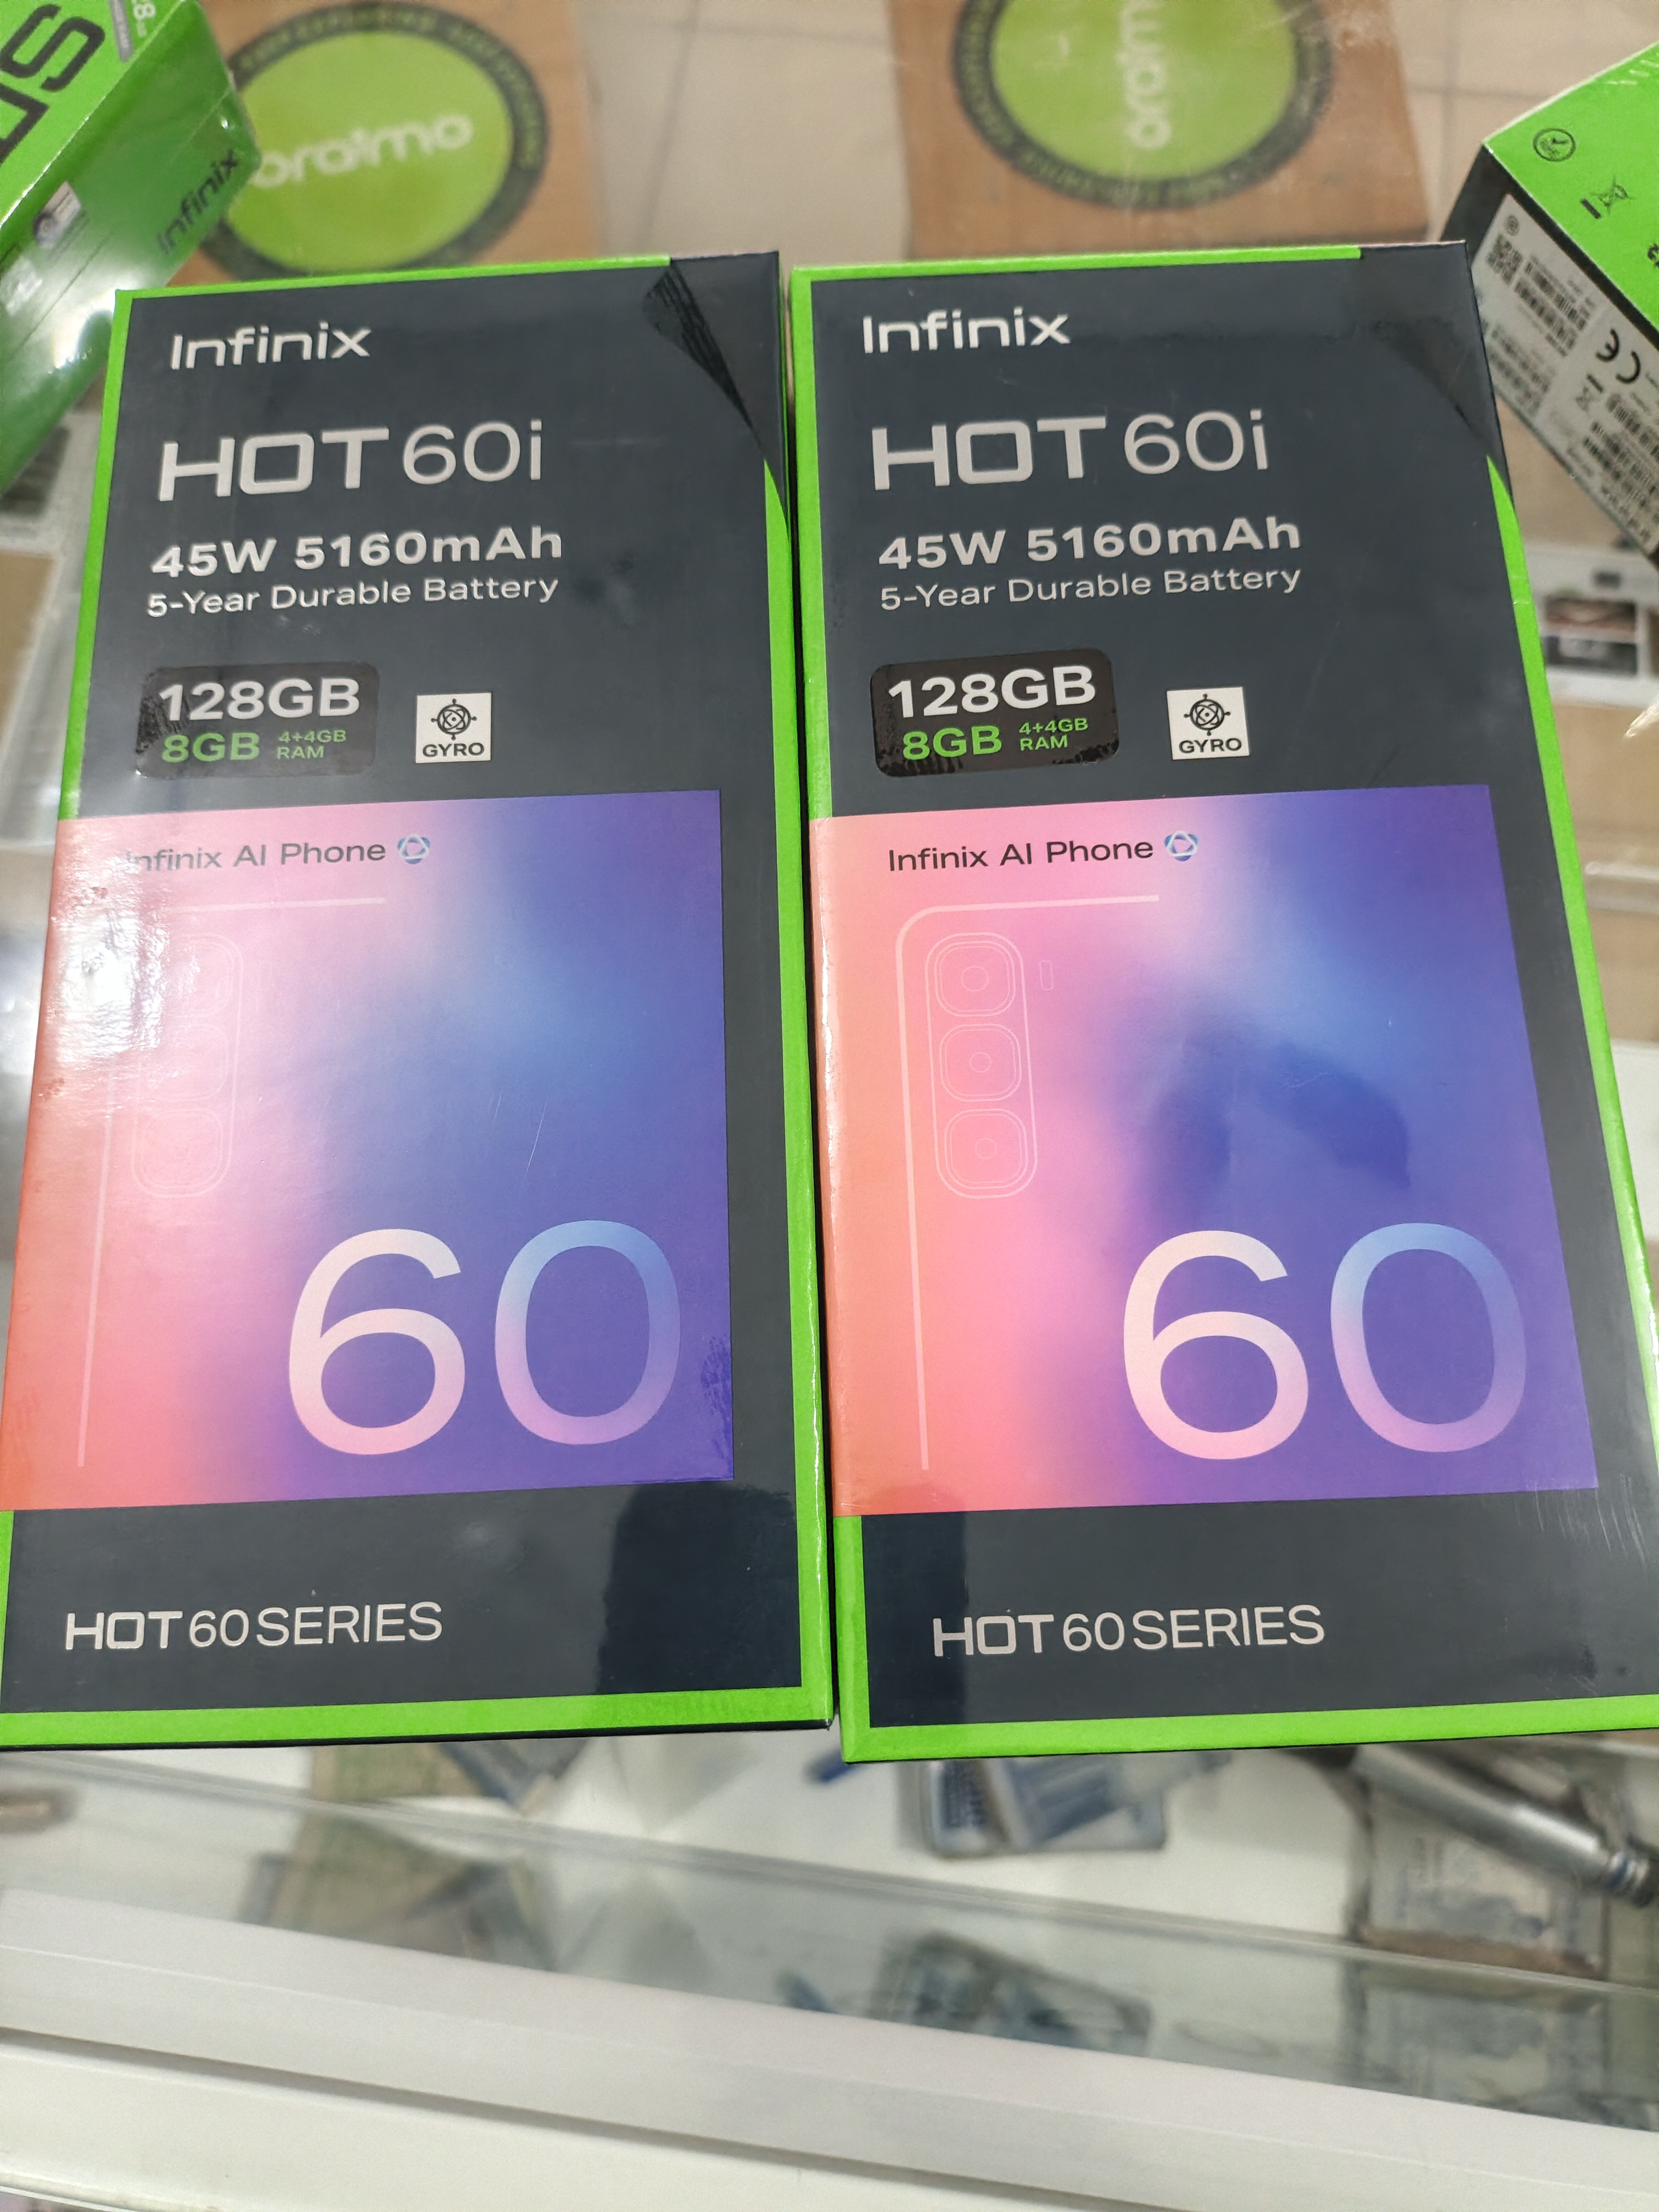 oraimo
oraimo
Infinix
Infinix
HOT 60i
45W 5160mAh
5-Year Durable Battery
128GB
8GB 4+4GB
RAM
GYRO
Infinix AI Phone
60
HOT 60 SERIES
Infinix
HOT 60i
45W 5160mAh
5-Year Durable Battery
128GB
8GB 4+4GB
RAM
GYRO
Infinix AI Phone
60
HOT 60 SERIES